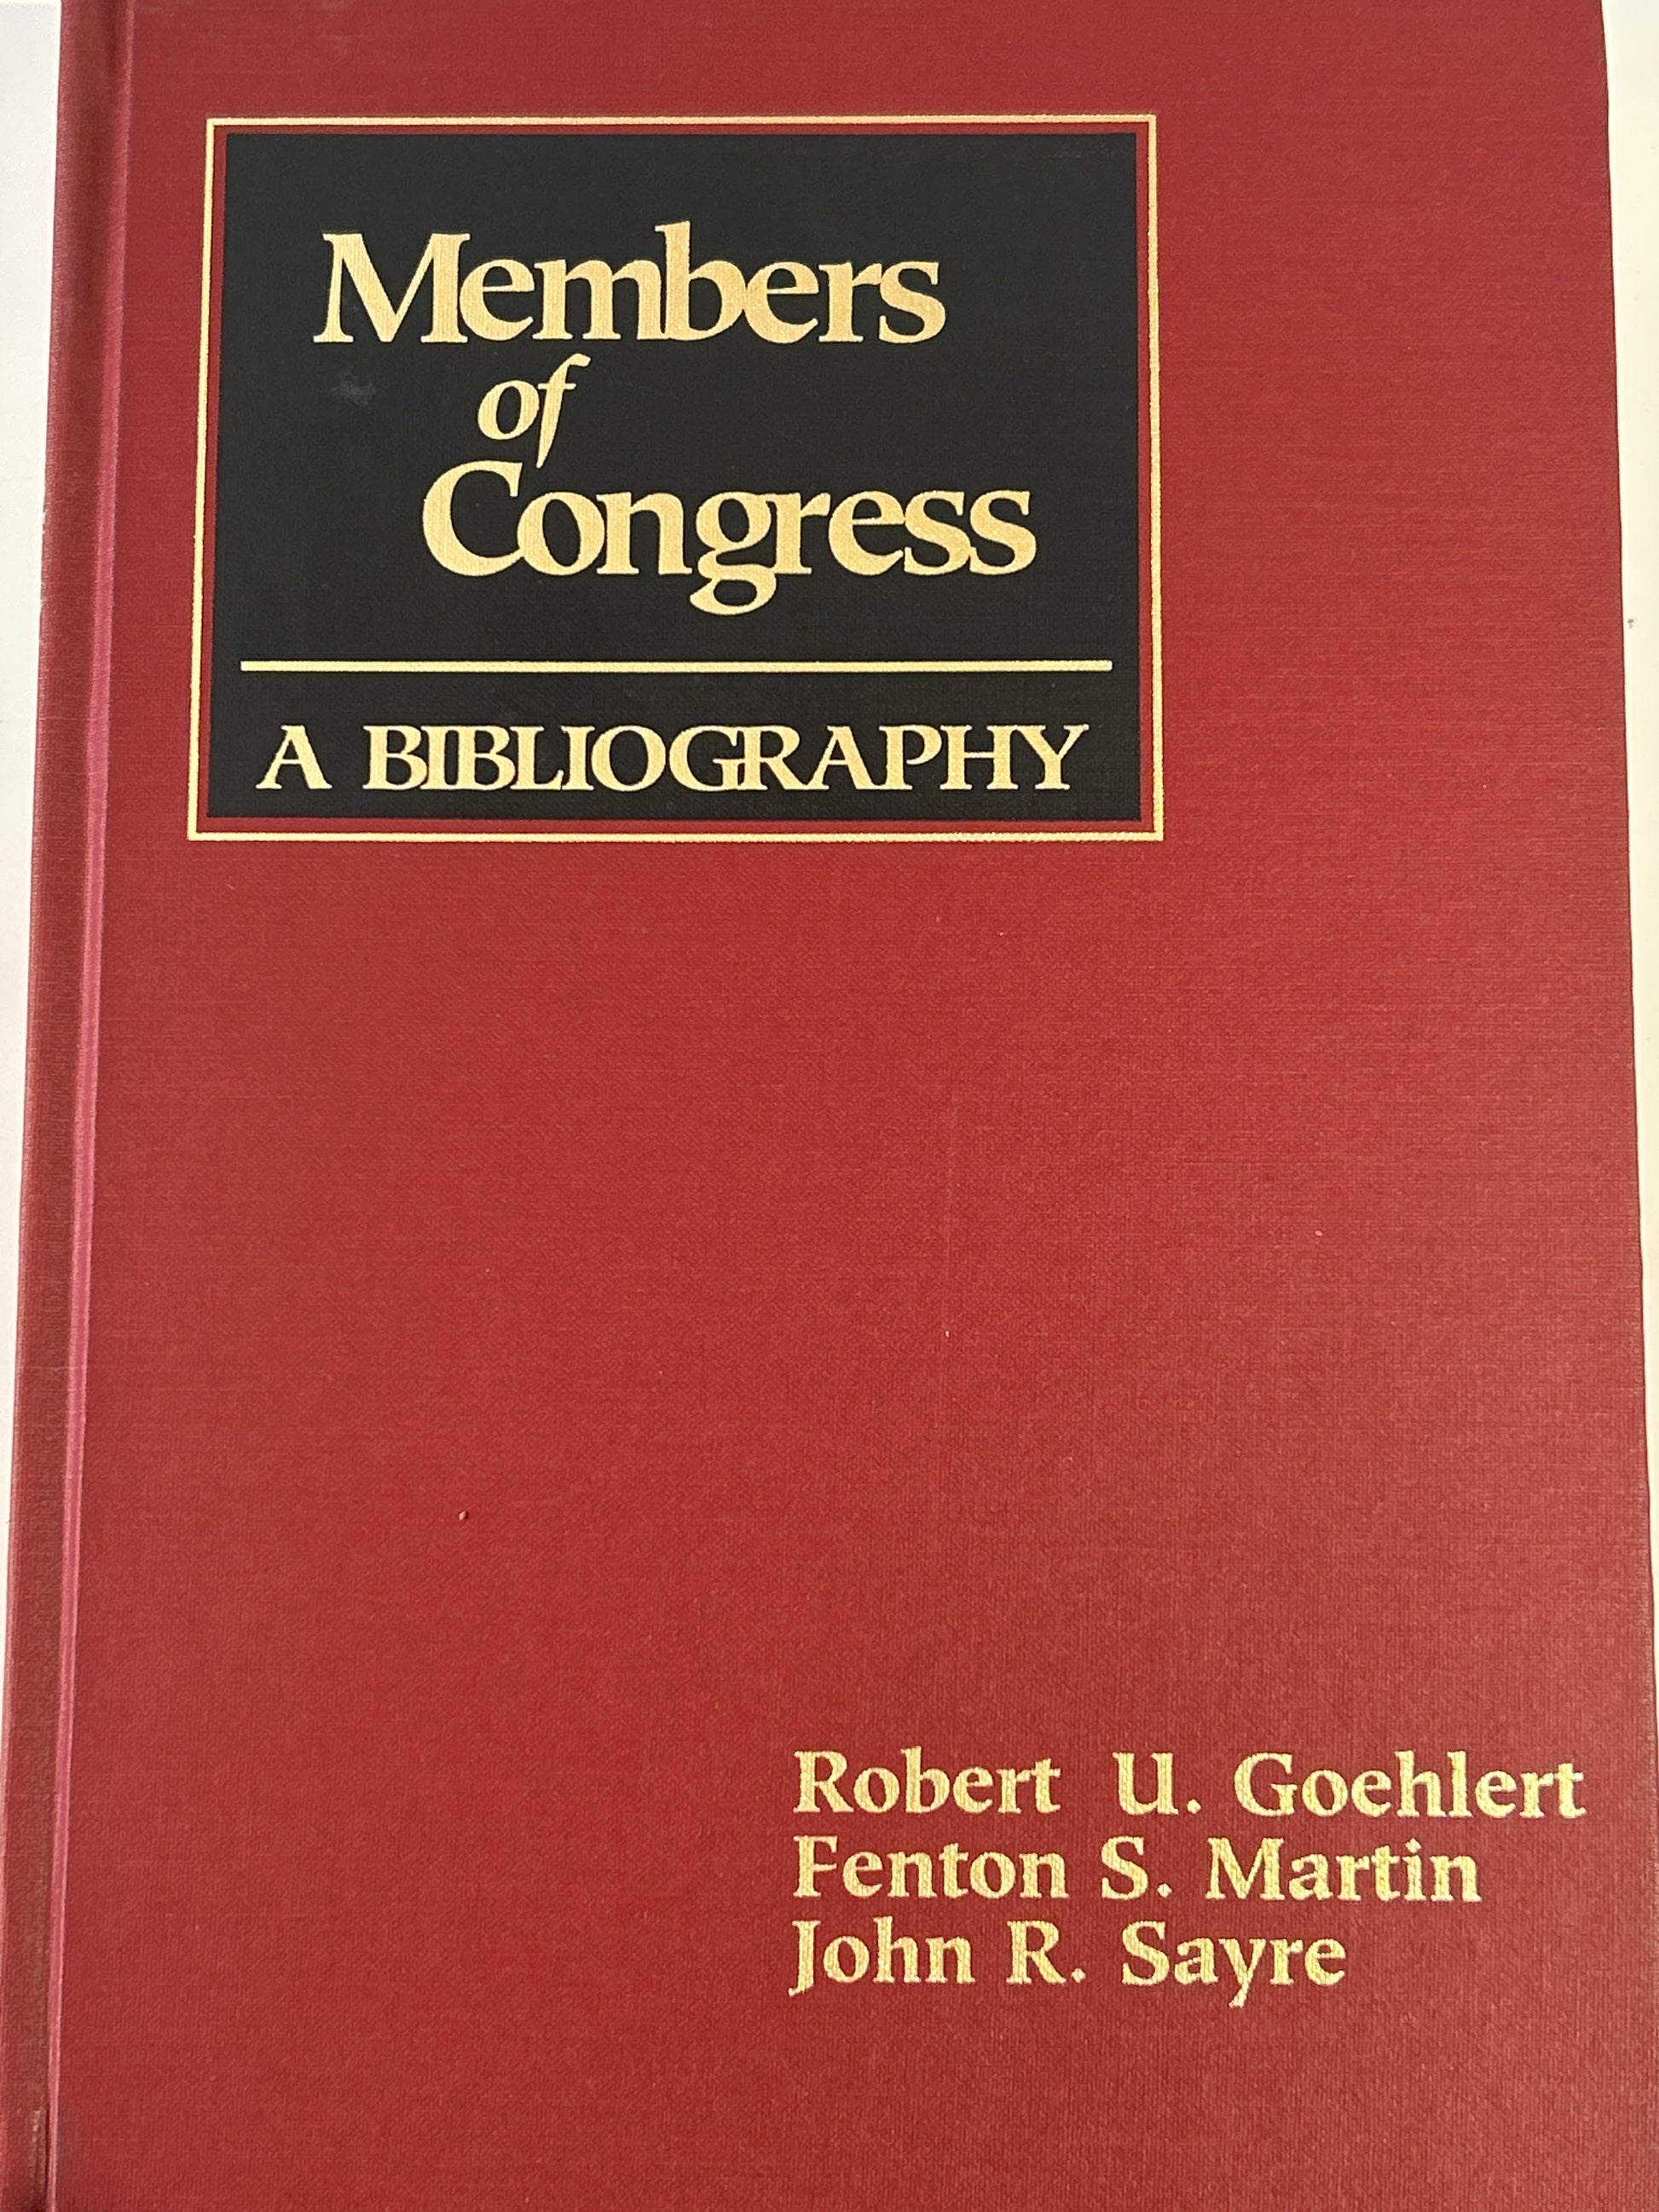 Members
of
Congress
A BIBLIOGRAPHY
Robert U. Goehlert
Fenton S. Martin
John R. Sayre